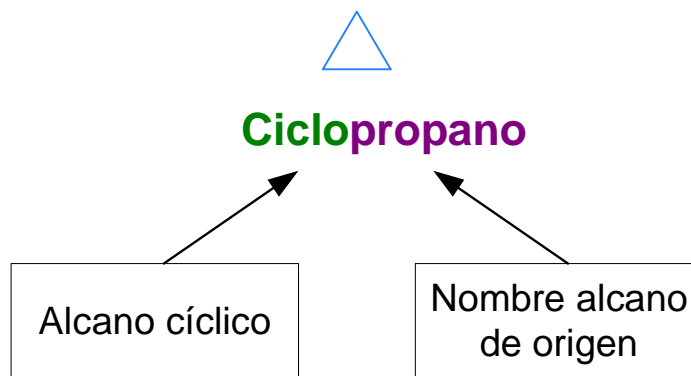 Ciclopropano
Alcano cíclico
Nombre alcano
de origen